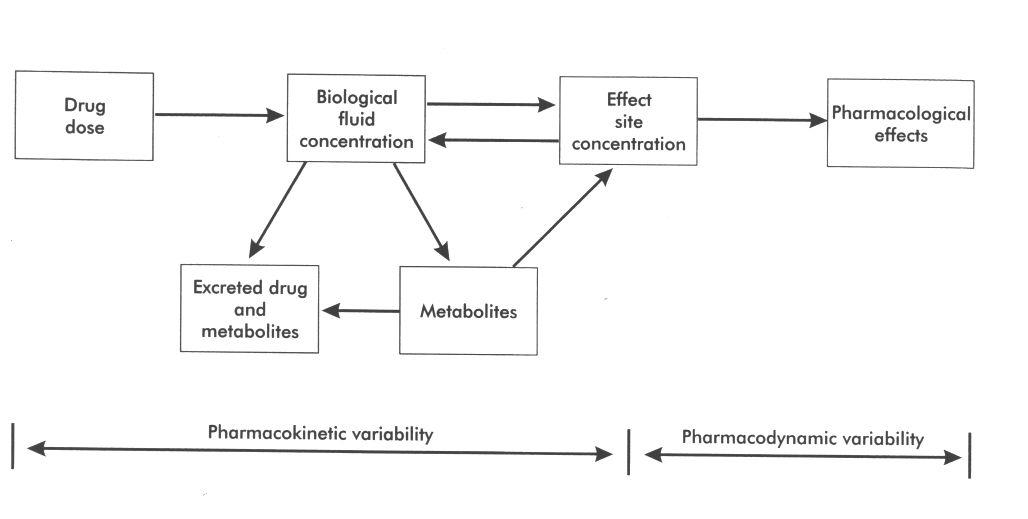 Drug
dose
Biological
fluid
concentration
Effect
site
concentration
Pharmacological
effects
Excreted drug
and
metabolites
Metabolites
Pharmacokinetic variability
Pharmacodynamic variability